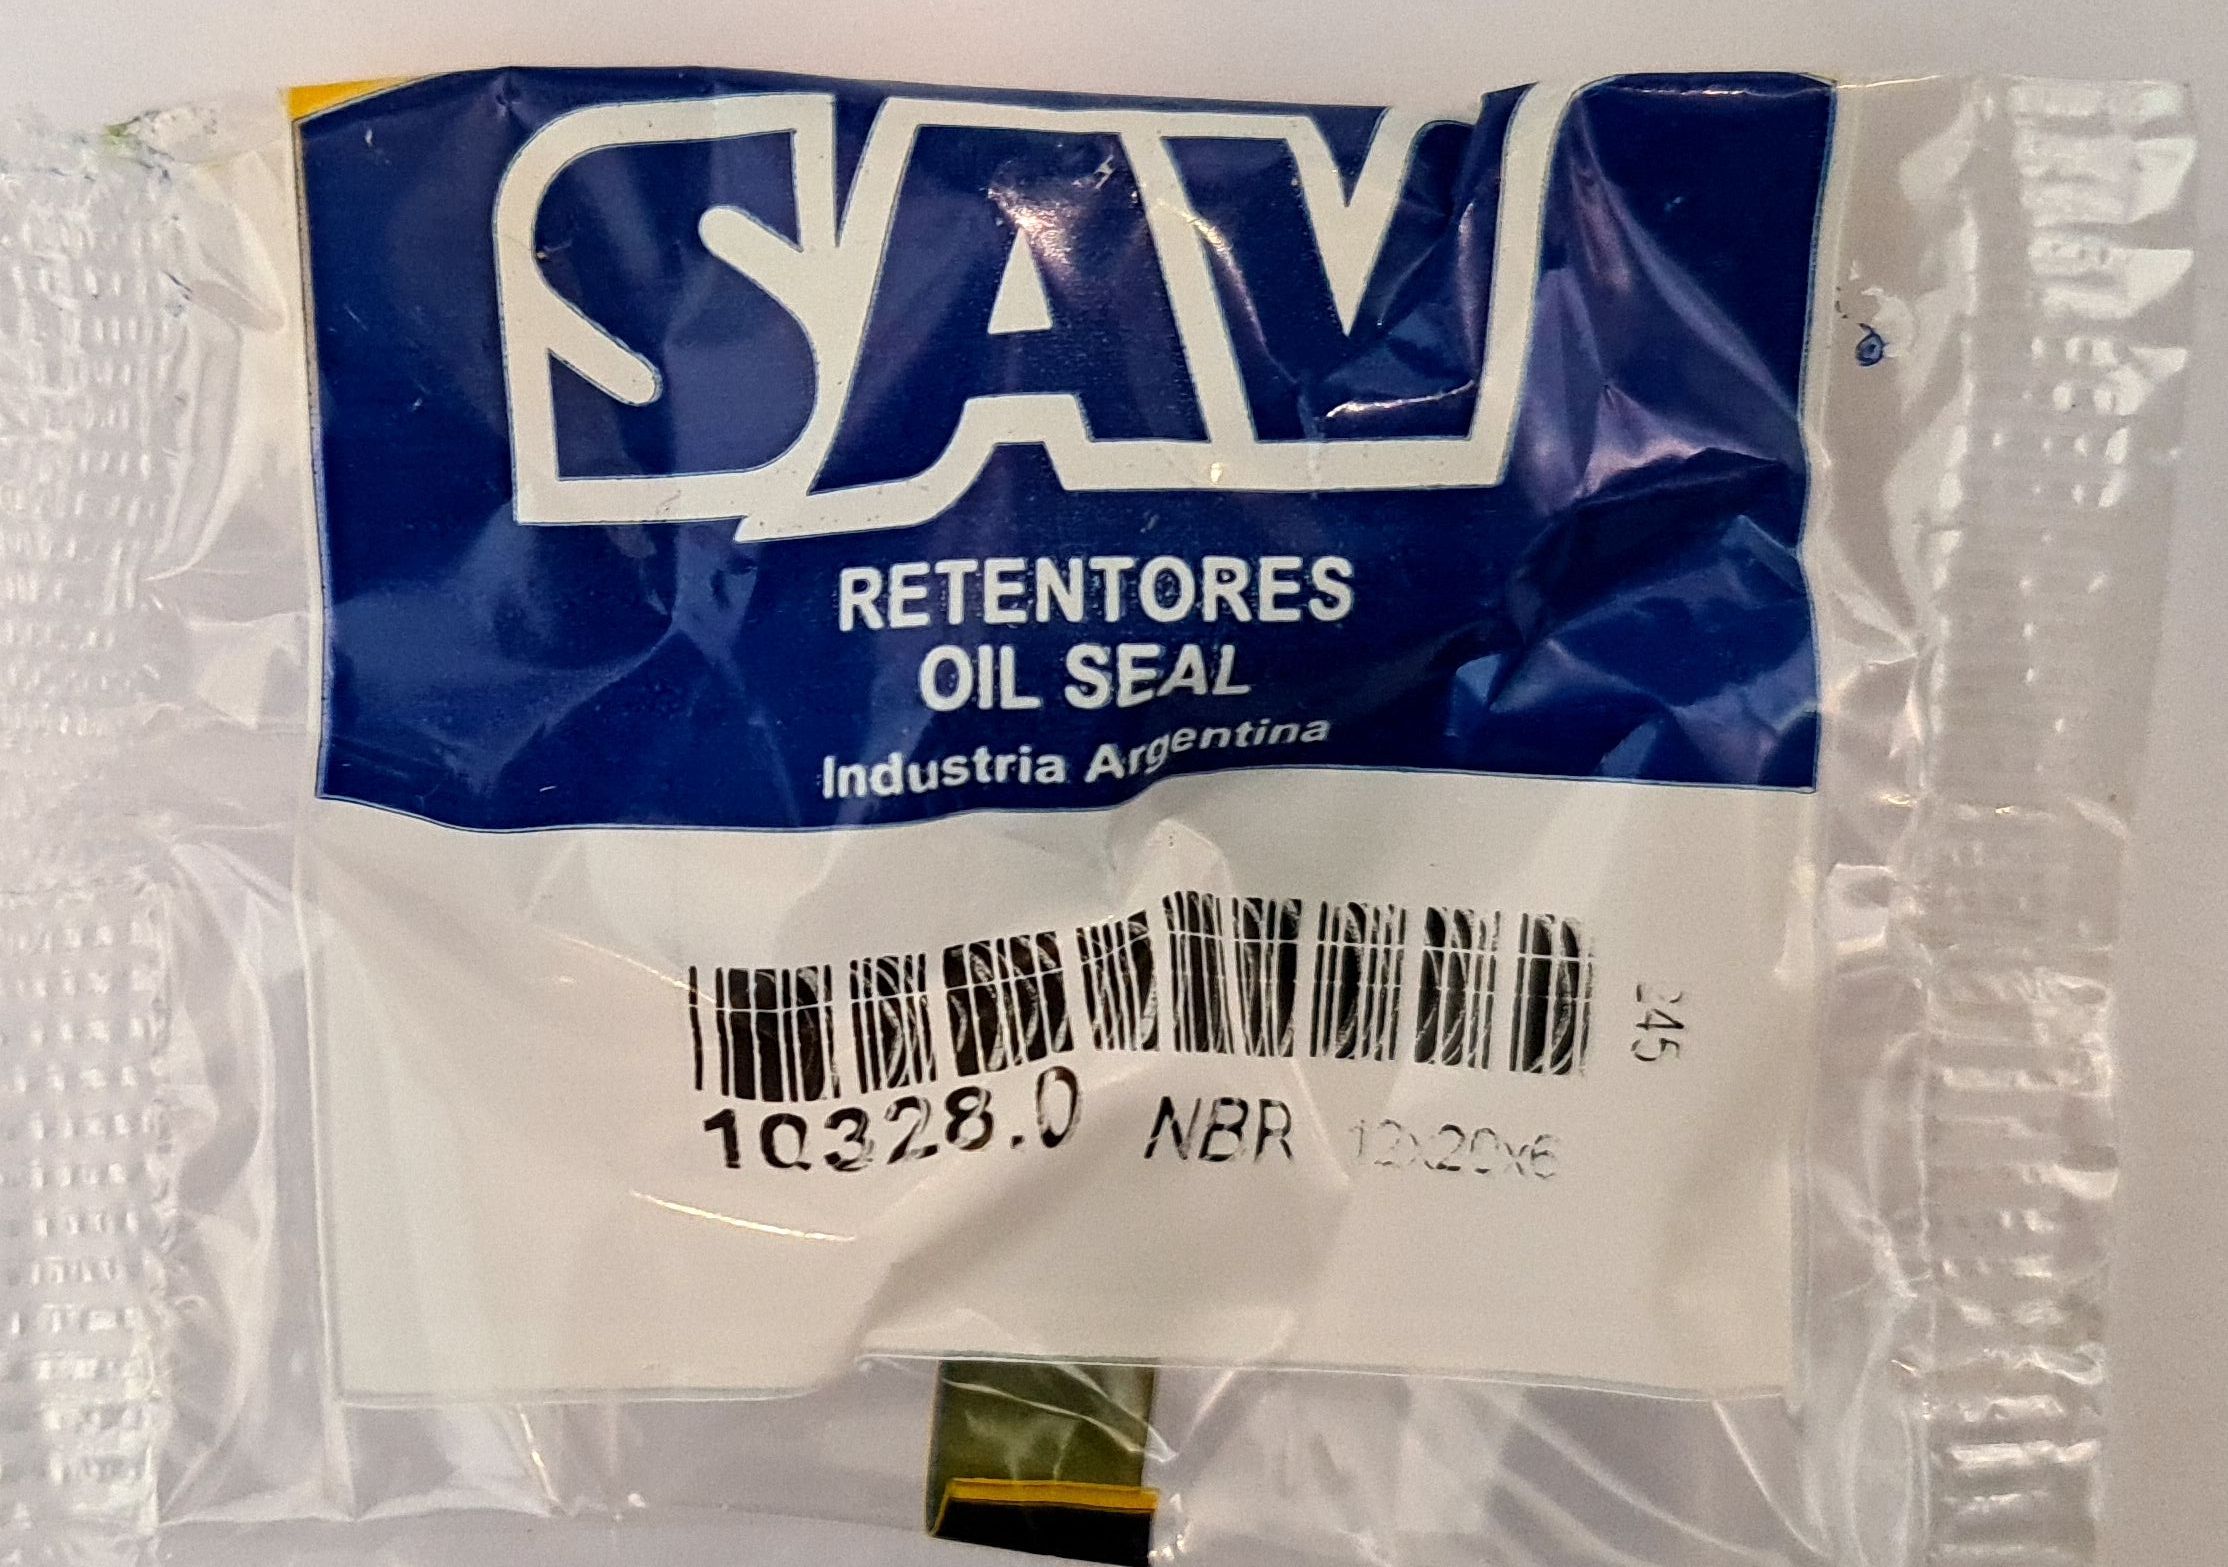 SAV
RETENTORES
OIL SEAL
Industria Argentina
10328.0 NBR 12x20x6
245